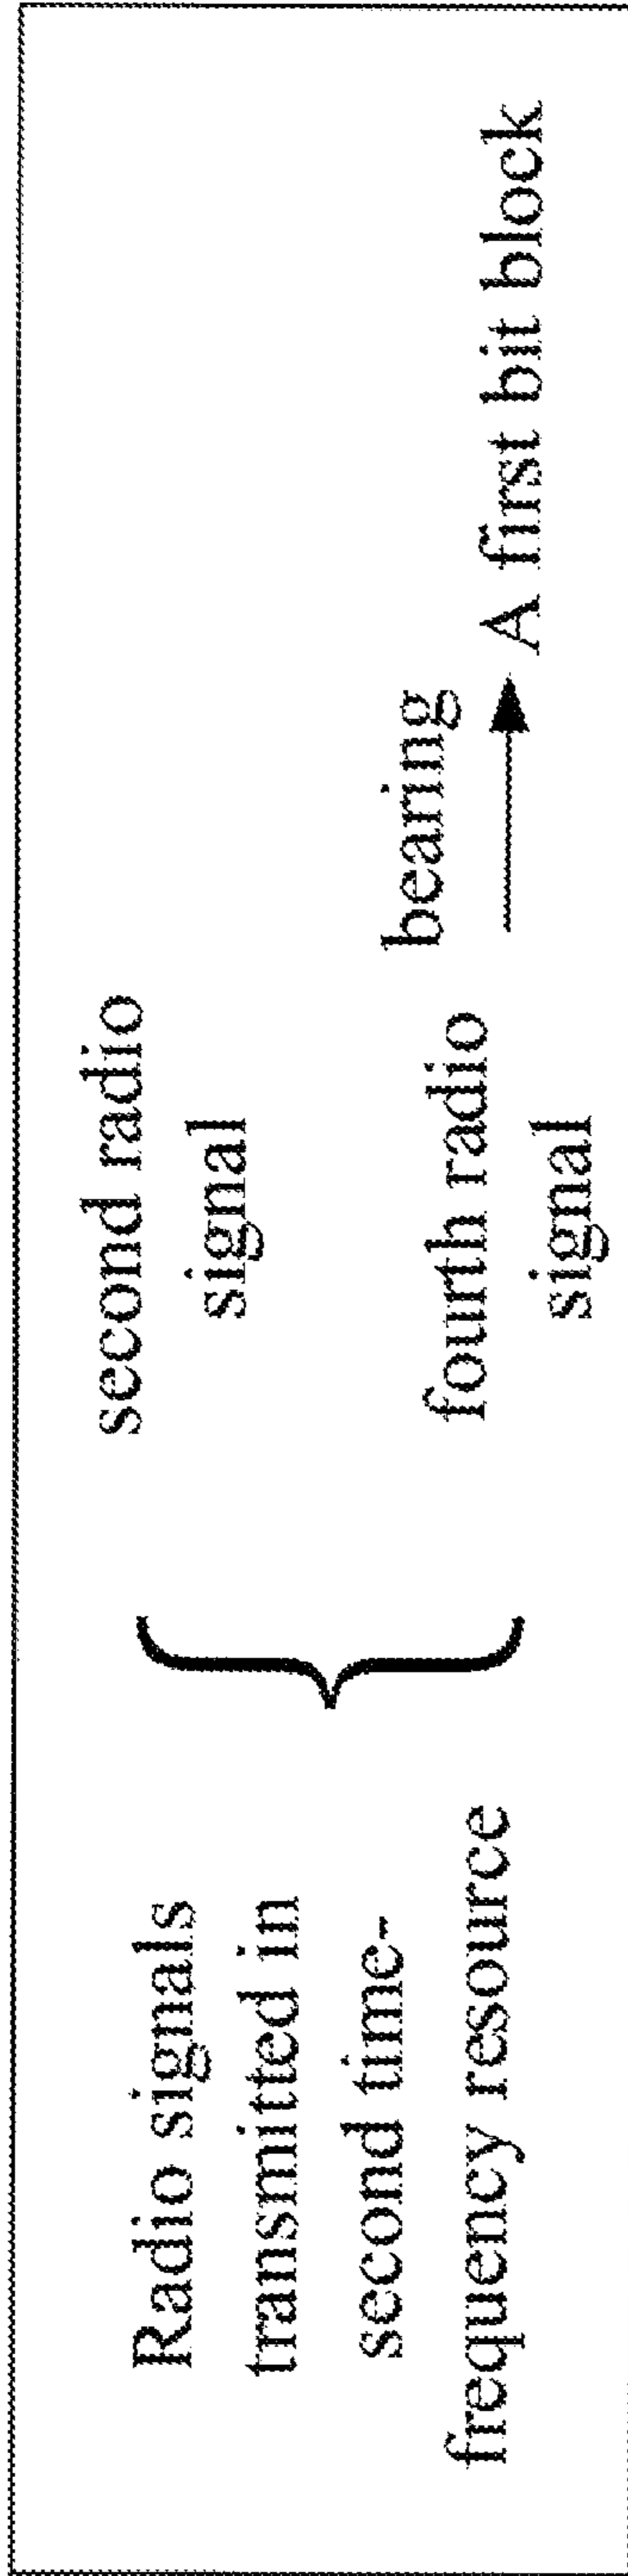 Radio signals
transmitted in
second time-
frequency resource
second radio
signal
fourth radio
signal
bearing
A first bit block